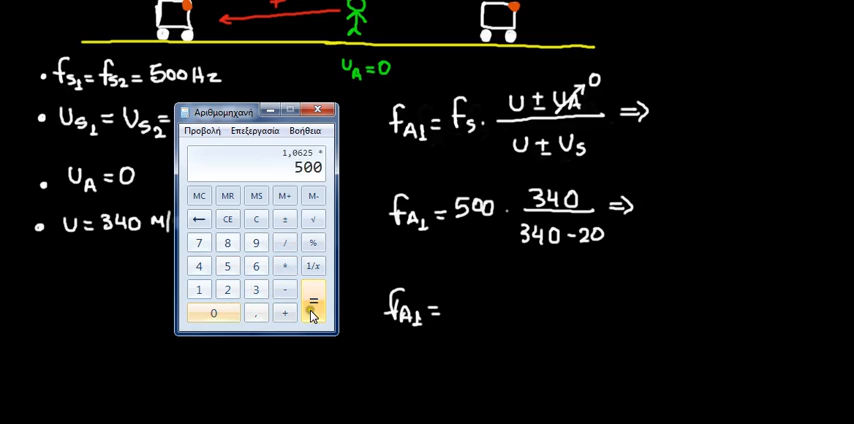 +
U_A = 0
• f_S1 = f_S2 = 500 Hz
• U_S1 = U_S2 =
• U_A = 0
• U = 340 M/
Αριθμομηχανή
Προβολή Επεξεργασία Βοήθεια
1,0625 *
500
MC MR MS M+ M-
← CE C ± √
7 8 9 / %
4 5 6 * 1/x
1 2 3 - =
0 , +
f_A1 = f_S · (U ± U_A) / (U ± U_S) ⇒
0
f_A1 = 500 · 340 / (340 - 20) ⇒
f_A1 =